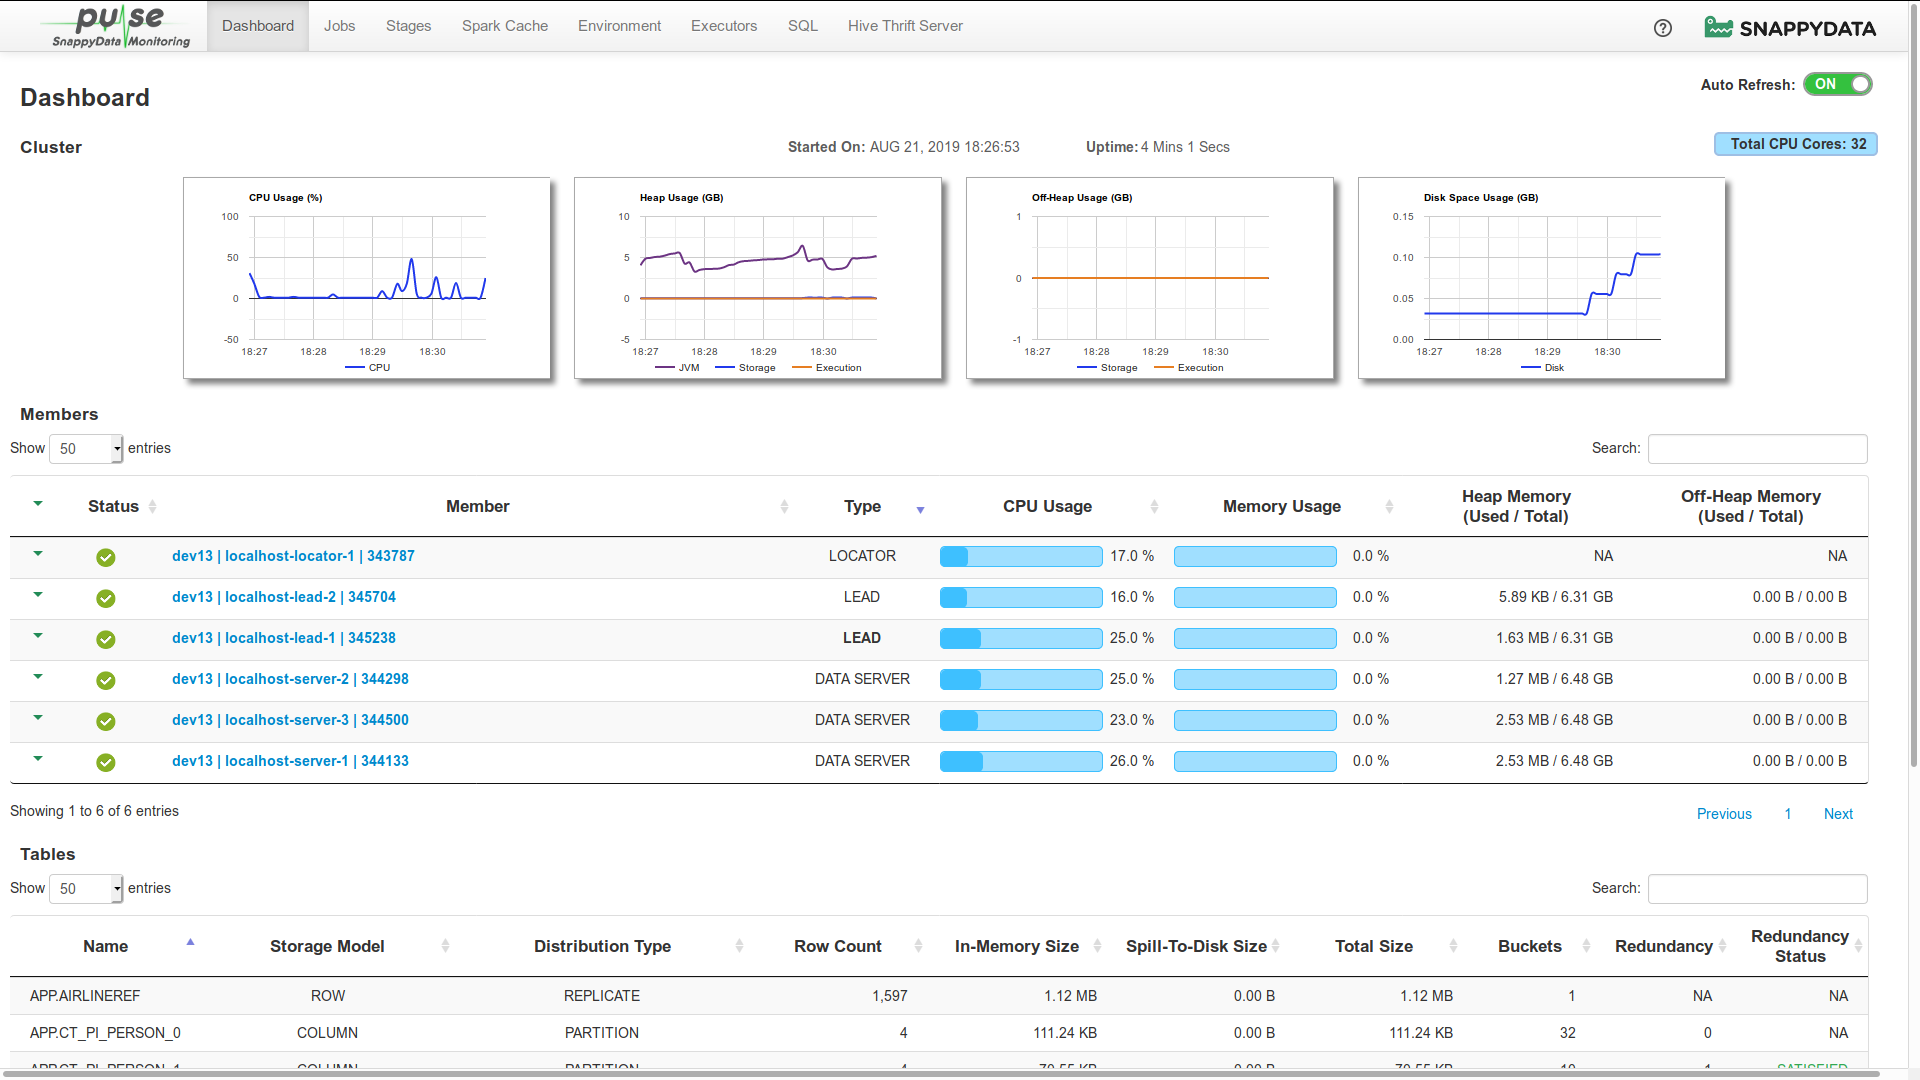 pulse
SnappyData Monitoring
Dashboard Jobs Stages Spark Cache Environment Executors SQL Hive Thrift Server
? SNAPPYDATA
Dashboard
Auto Refresh: ON
Cluster
Started On: AUG 21, 2019 18:26:53
Uptime: 4 Mins 1 Secs
Total CPU Cores: 32
CPU Usage (%)
100
50
0
-50
18:27 18:28 18:29 18:30
CPU
Heap Usage (GB)
10
5
0
-5
18:27 18:28 18:29 18:30
JVM Storage Execution
Off-Heap Usage (GB)
1
0
-1
18:27 18:28 18:29 18:30
Storage Execution
Disk Space Usage (GB)
0.15
0.10
0.05
0.00
18:27 18:28 18:29 18:30
Disk
Members
Show 50 entries
Search:
Status Member Type CPU Usage Memory Usage Heap Memory (Used / Total) Off-Heap Memory (Used / Total)
dev13 | localhost-locator-1 | 343787 LOCATOR 17.0 % 0.0 % NA NA
dev13 | localhost-lead-2 | 345704 LEAD 16.0 % 0.0 % 5.89 KB / 6.31 GB 0.00 B / 0.00 B
dev13 | localhost-lead-1 | 345238 LEAD 25.0 % 0.0 % 1.63 MB / 6.31 GB 0.00 B / 0.00 B
dev13 | localhost-server-2 | 344298 DATA SERVER 25.0 % 0.0 % 1.27 MB / 6.48 GB 0.00 B / 0.00 B
dev13 | localhost-server-3 | 344500 DATA SERVER 23.0 % 0.0 % 2.53 MB / 6.48 GB 0.00 B / 0.00 B
dev13 | localhost-server-1 | 344133 DATA SERVER 26.0 % 0.0 % 2.53 MB / 6.48 GB 0.00 B / 0.00 B
Showing 1 to 6 of 6 entries
Previous 1 Next
Tables
Show 50 entries
Search:
Name Storage Model Distribution Type Row Count In-Memory Size Spill-To-Disk Size Total Size Buckets Redundancy Redundancy Status
APP.AIRLINEREF ROW REPLICATE 1,597 1.12 MB 0.00 B 1.12 MB 1 NA NA
APP.CT_PI_PERSON_0 COLUMN PARTITION 4 111.24 KB 0.00 B 111.24 KB 32 0 NA